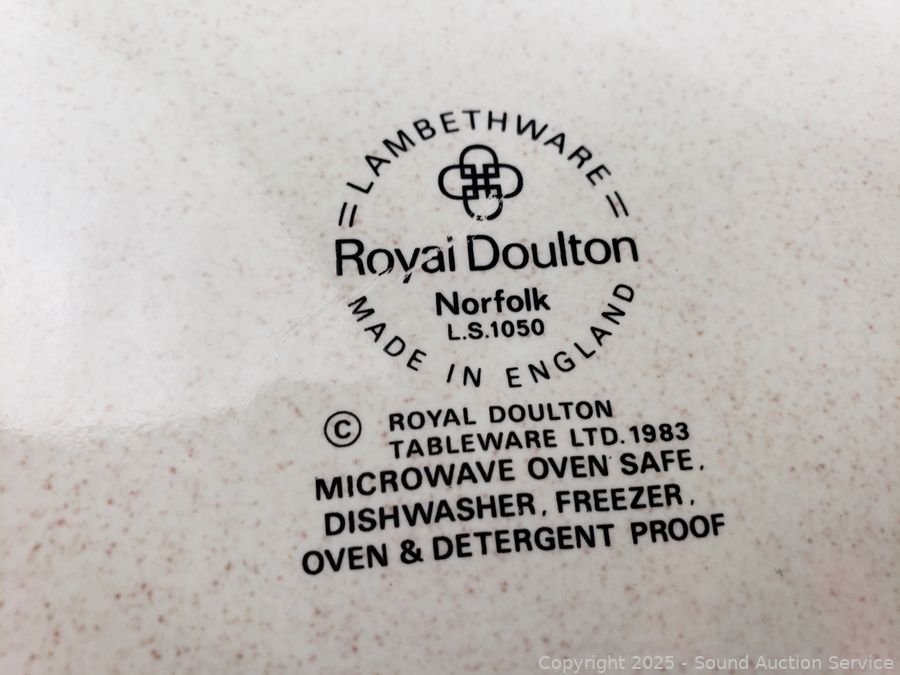 = LAMBETHWARE =
Royal Doulton
Norfolk
L.S.1050
MADE IN ENGLAND
© ROYAL DOULTON
TABLEWARE LTD. 1983
MICROWAVE OVEN SAFE.
DISHWASHER, FREEZER,
OVEN & DETERGENT PROOF
Copyright 2025 - Sound Auction Service